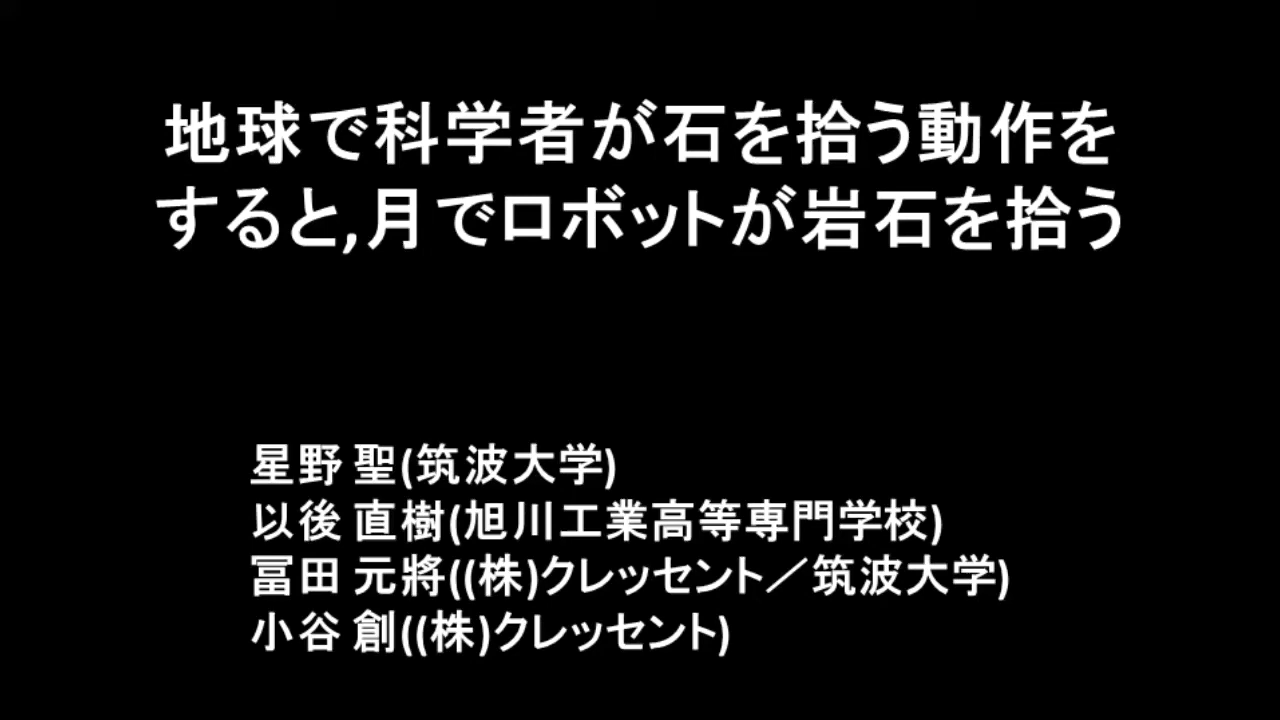 地球で科学者が石を拾う動作を
すると,月でロボットが岩石を拾う
星野 聖(筑波大学)
以後 直樹(旭川工業高等専門学校)
冨田 元將((株)クレッセント／筑波大学)
小谷 創((株)クレッセント)